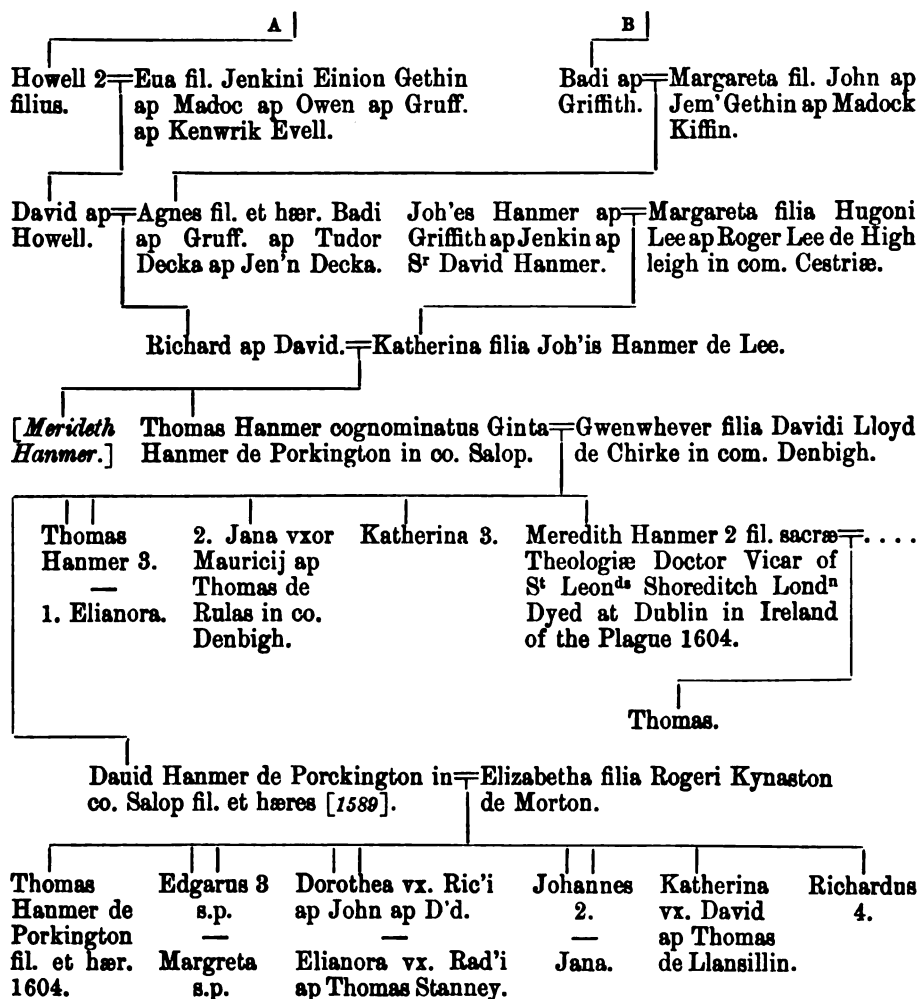 A
B
Howell 2 = Eua fil. Jenkini Einion Gethin
filius. ap Madoc ap Owen ap Gruff.
ap Kenwrik Evell.
Badi ap = Margareta fil. John ap
Griffith. Jem' Gethin ap Madock
Kiffin.
David ap = Agnes fil. et hær. Badi
Howell. ap Gruff. ap Tudor
Decka ap Jen'n Decka.
Joh'es Hanmer ap = Margareta filia Hugoni
Griffith ap Jenkin ap Lee ap Roger Lee de High
Sr David Hanmer. leigh in com. Cestriæ.
Richard ap David. = Katherina filia Joh'is Hanmer de Lee.
[Merideth
Hanmer.]
Thomas Hanmer cognominatus Ginta = Gwenwhever filia Davidi Lloyd
Hanmer de Porkington in co. Salop. de Chirke in com. Denbigh.
Thomas
Hanmer 3.
—
1. Elianora.
2. Jana vxor
Mauricij ap
Thomas de
Rulas in co.
Denbigh.
Katherina 3.
Meredith Hanmer 2 fil. sacræ = . . . .
Theologiæ Doctor Vicar of
St Leonds Shoreditch Londn
Dyed at Dublin in Ireland
of the Plague 1604.
Thomas.
Dauid Hanmer de Porckington in = Elizabetha filia Rogeri Kynaston
co. Salop fil. et hæres [1589]. de Morton.
Thomas
Hanmer de
Porkington
fil. et hær.
1604.
Edgarus 3
s.p.
—
Margreta
s.p.
Dorothea vx. Ric'i
ap John ap D'd.
—
Elianora vx. Rad'i
ap Thomas Stanney.
Johannes
2.
—
Jana.
Katherina
vx. David
ap Thomas
de Llansillin.
Richardus
4.